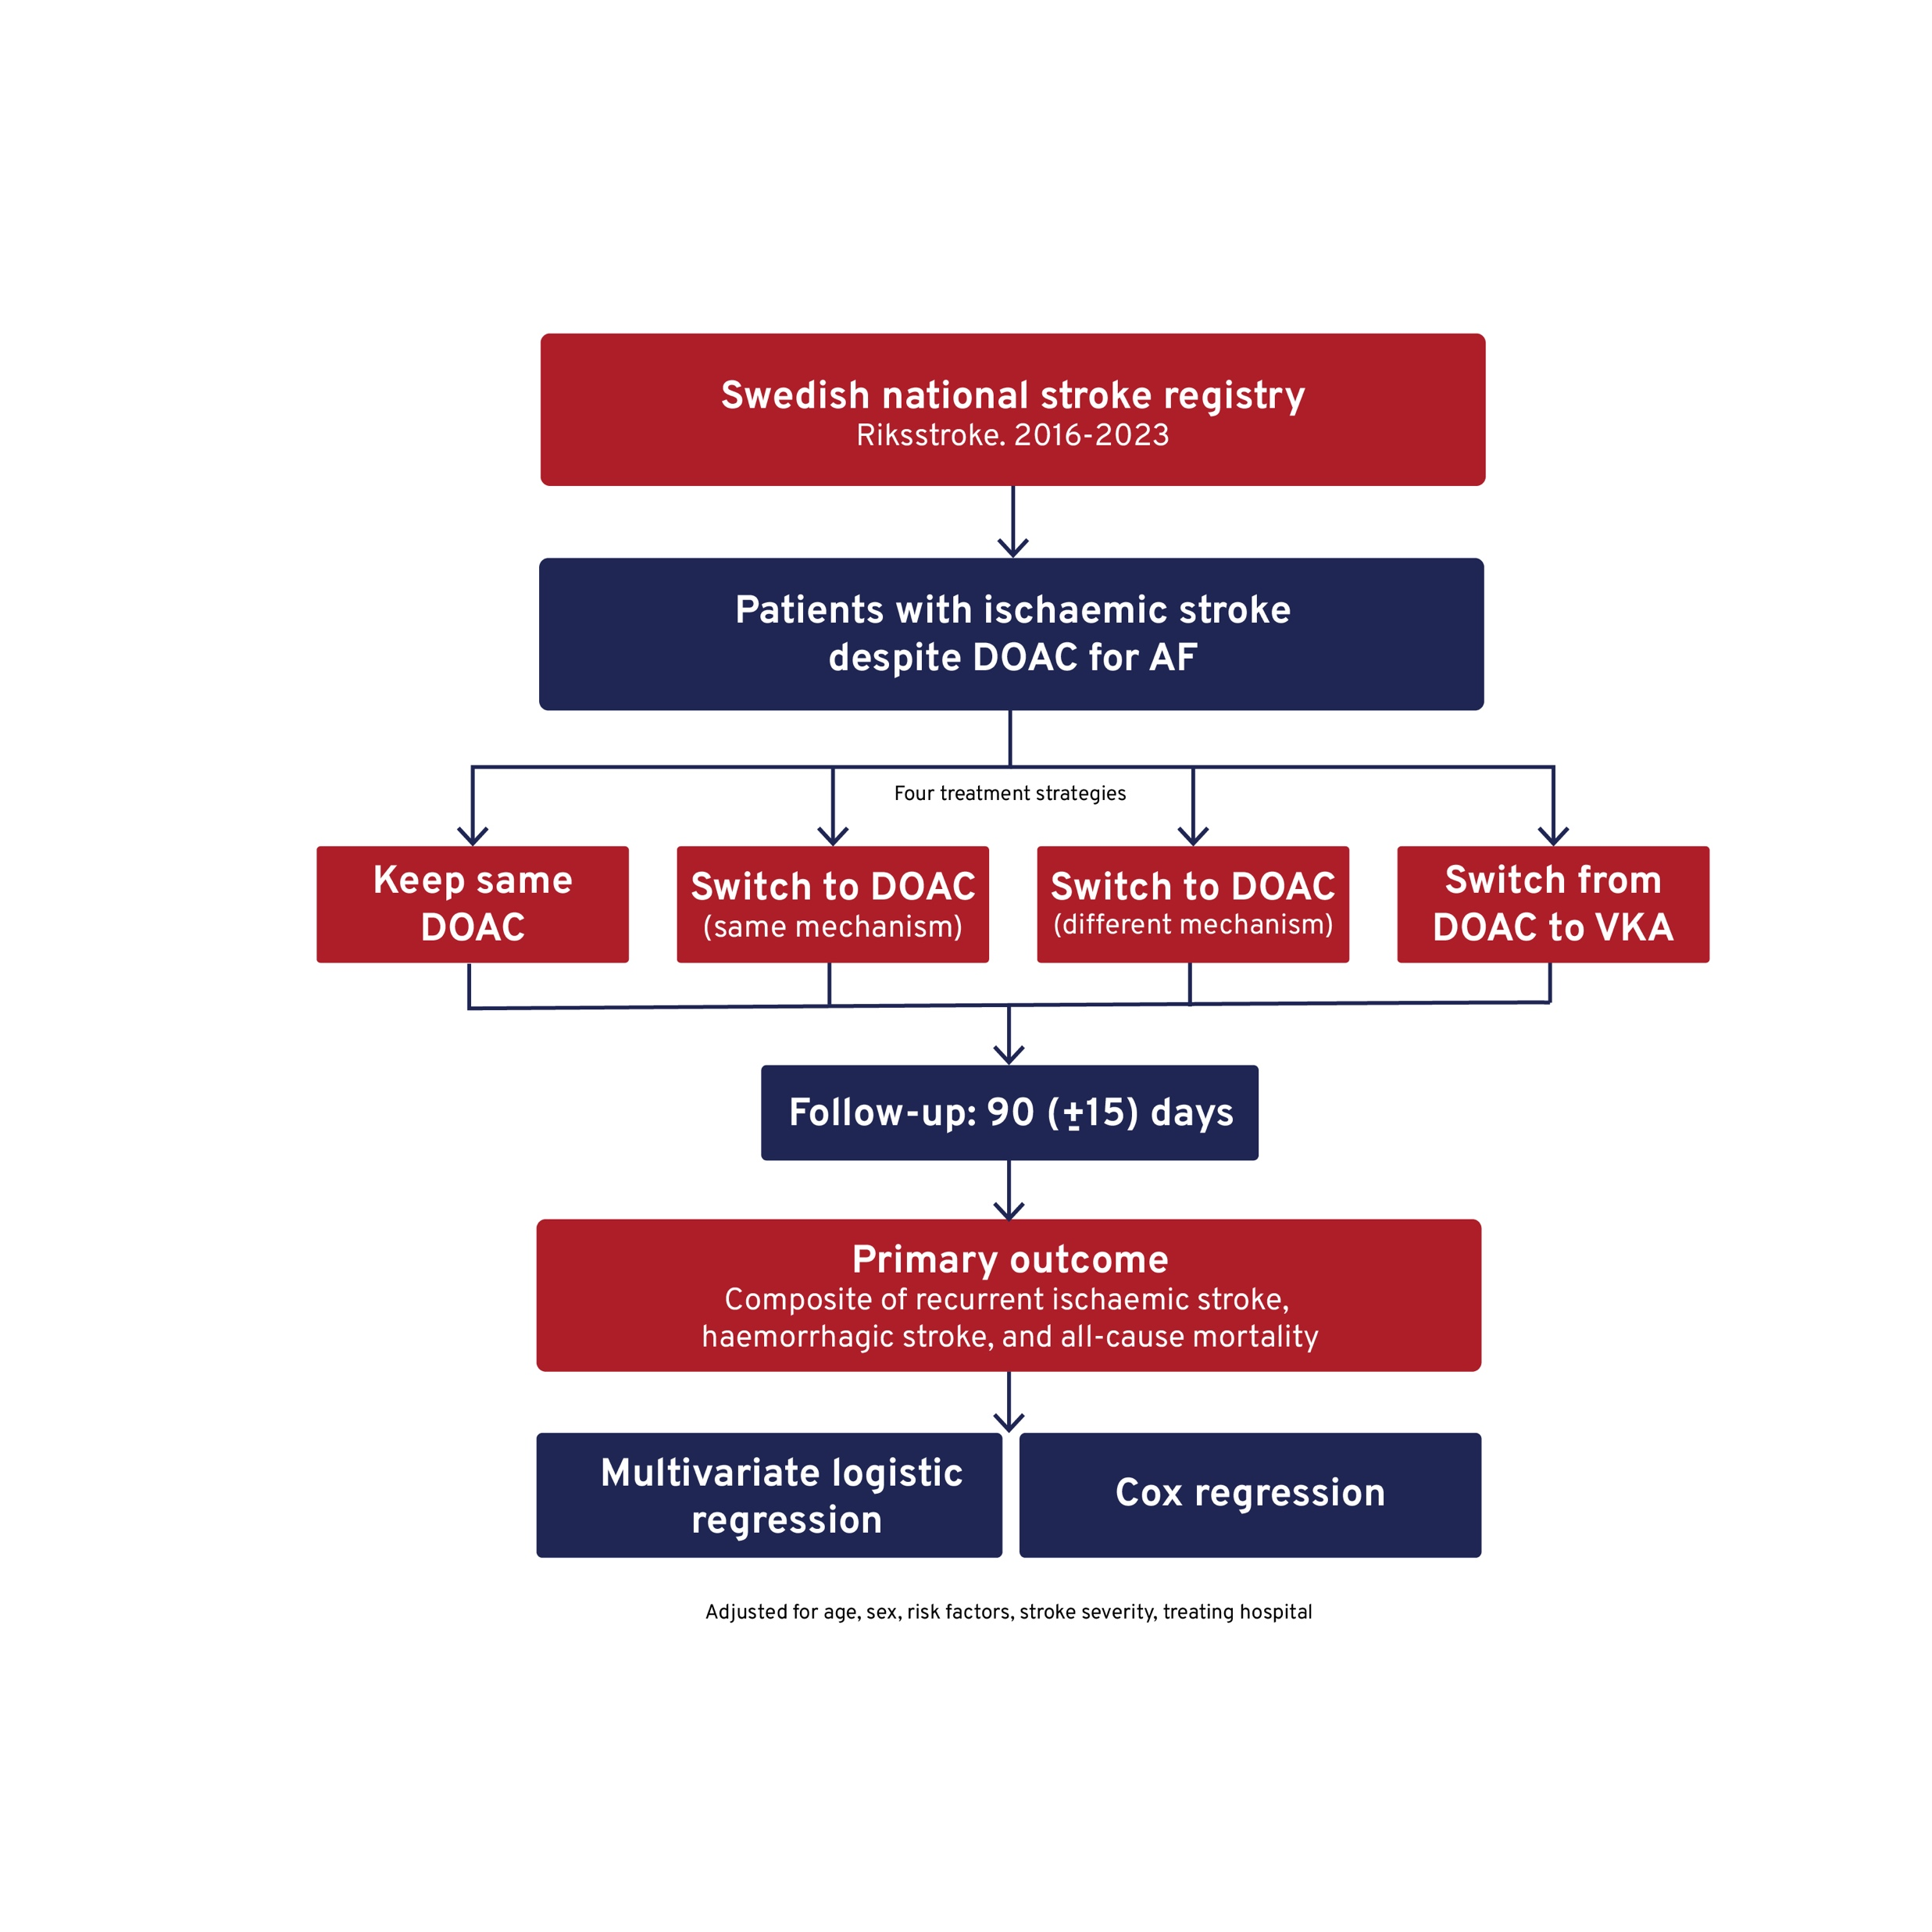 Swedish national stroke registry
Riksstroke. 2016-2023
Patients with ischaemic stroke
despite DOAC for AF
Four treatment strategies
Keep same
DOAC
Switch to DOAC
(same mechanism)
Switch to DOAC
(different mechanism)
Switch from
DOAC to VKA
Follow-up: 90 (±15) days
Primary outcome
Composite of recurrent ischaemic stroke,
haemorrhagic stroke, and all-cause mortality
Multivariate logistic
regression
Cox regression
Adjusted for age, sex, risk factors, stroke severity, treating hospital